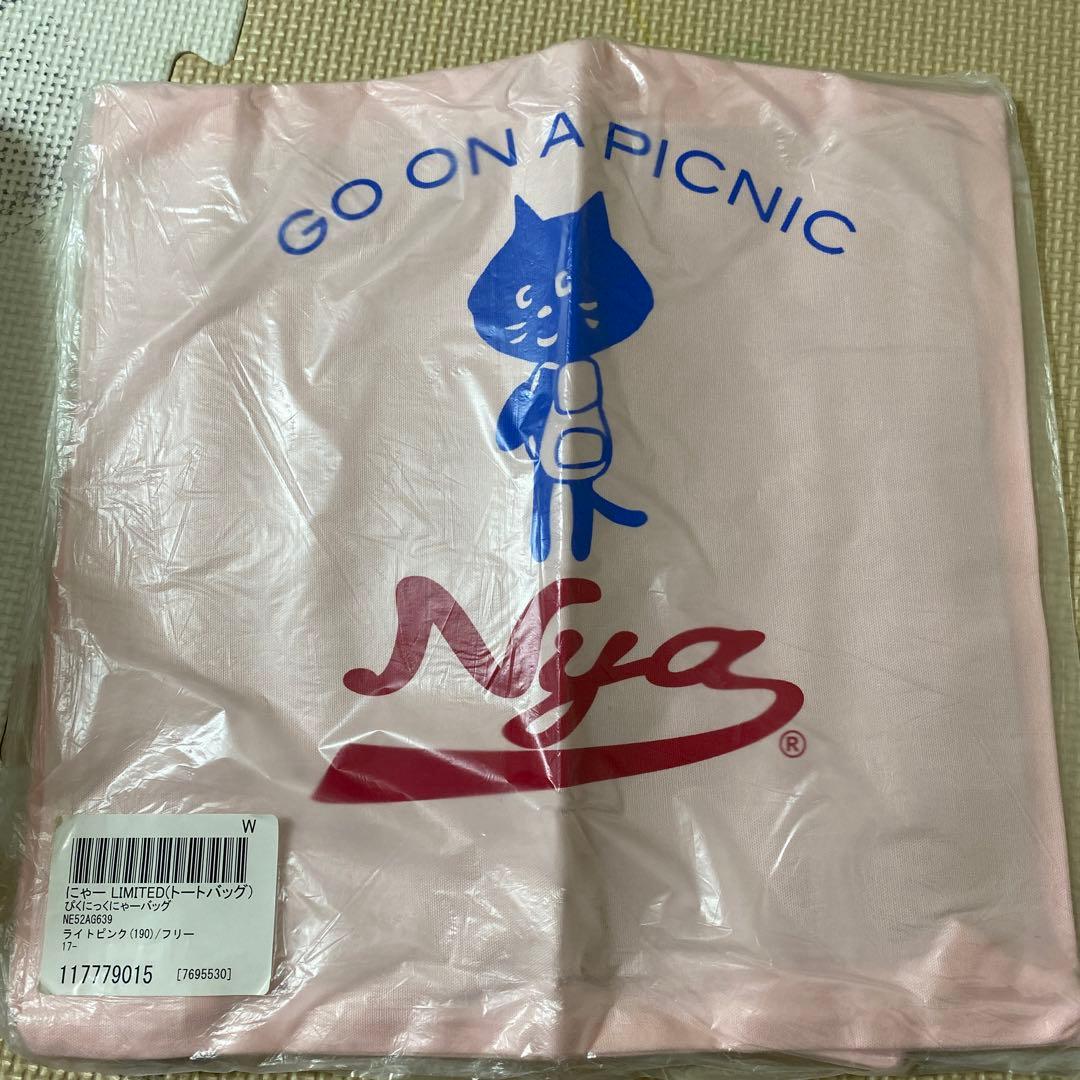 GO ON A PICNIC
Nya
®
W
にゃー LIMITED(トートバッグ)
ぴくにっくにゃーバッグ
NE52AG639
ライトピンク(190)/フリー
17-
117779015 [7695530]